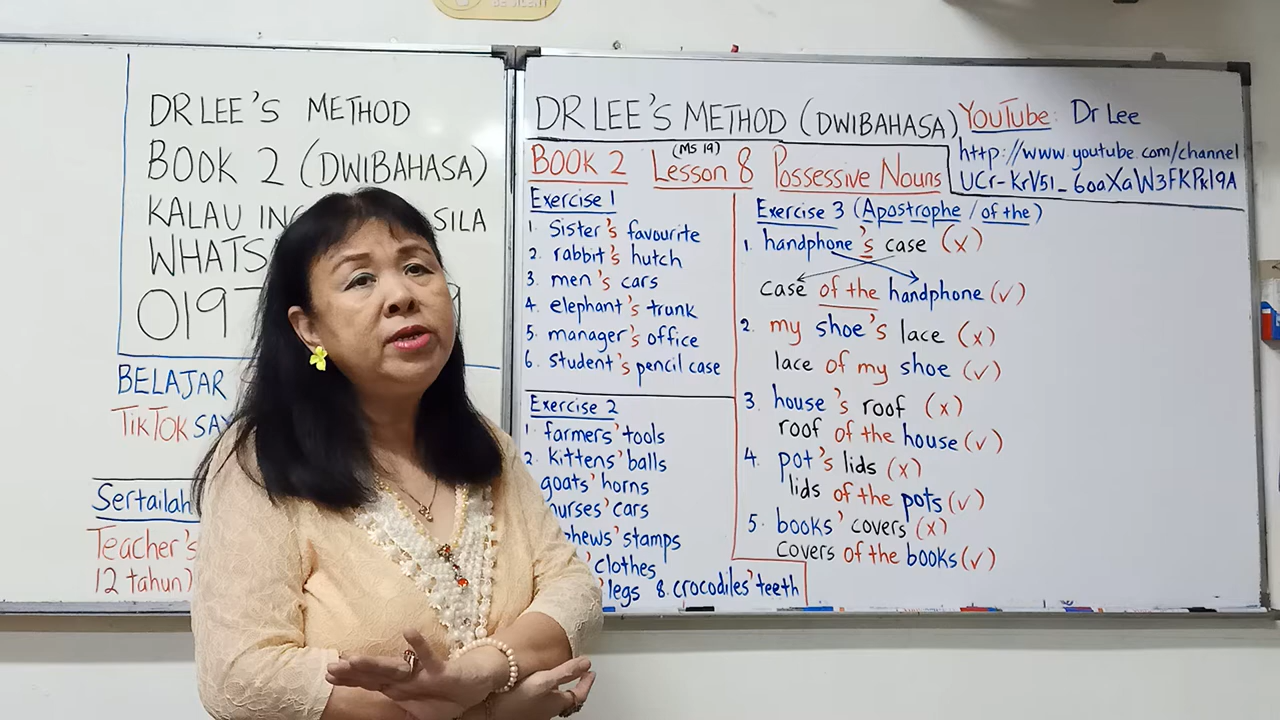 BE SILENT
DR LEE'S METHOD
BOOK 2 (DWIBAHASA)
KALAU SILA
019
BELAJAR
TIKTOK
Sertailah
Teacher's
12 tahun)
DR LEE'S METHOD (DWIBAHASA)
YouTube: Dr Lee
http://www.youtube.com/channel
UCr-KrV51_6oaXaW3FKPxl9A
(MS 19)
BOOK 2 Lesson 8 Possessive Nouns
Exercise 1
1. Sister's favourite
2. rabbit's hutch
3. men's cars
4. elephant's trunk
5. manager's office
6. student's pencil case
Exercise 2
1. farmers' tools
2. kittens' balls
goats' horns
nurses' cars
stamps
clothes
legs 8. crocodiles' teeth
Exercise 3 (Apostrophe / of the)
1. handphone's case (x)
case of the handphone (✓)
2. my shoe's lace (x)
lace of my shoe (✓)
3. house's roof (x)
roof of the house (✓)
4. pot's lids (x)
lids of the pots (✓)
5. books' covers (x)
covers of the books (✓)